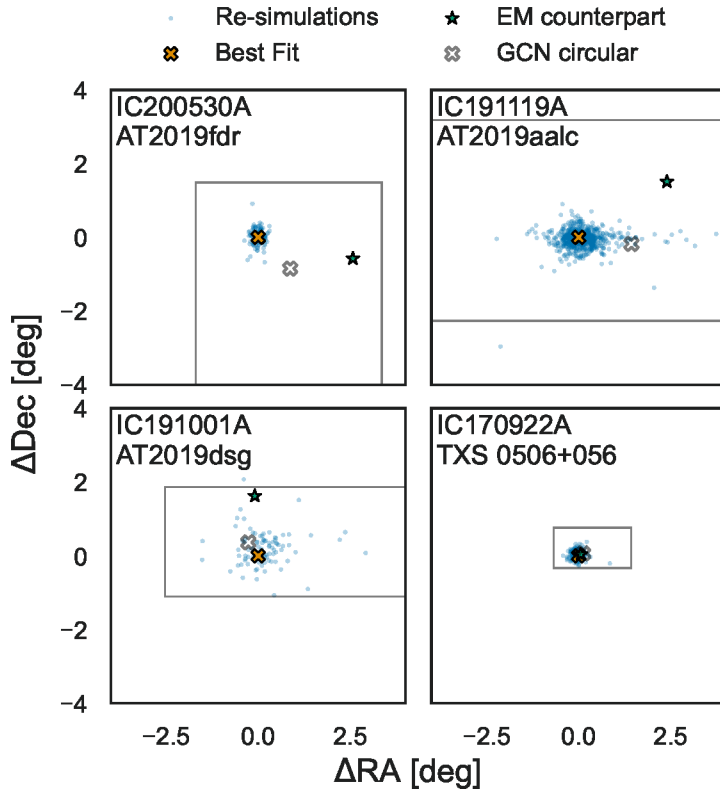 Re-simulations
EM counterpart
Best Fit
GCN circular
4
IC200530A
AT2019fdr
IC191119A
AT2019aalc
2
0
−2
−4
ΔDec [deg]
4
IC191001A
AT2019dsg
IC170922A
TXS 0506+056
2
0
−2
−4
−2.5
0.0
2.5
−2.5
0.0
2.5
ΔRA [deg]